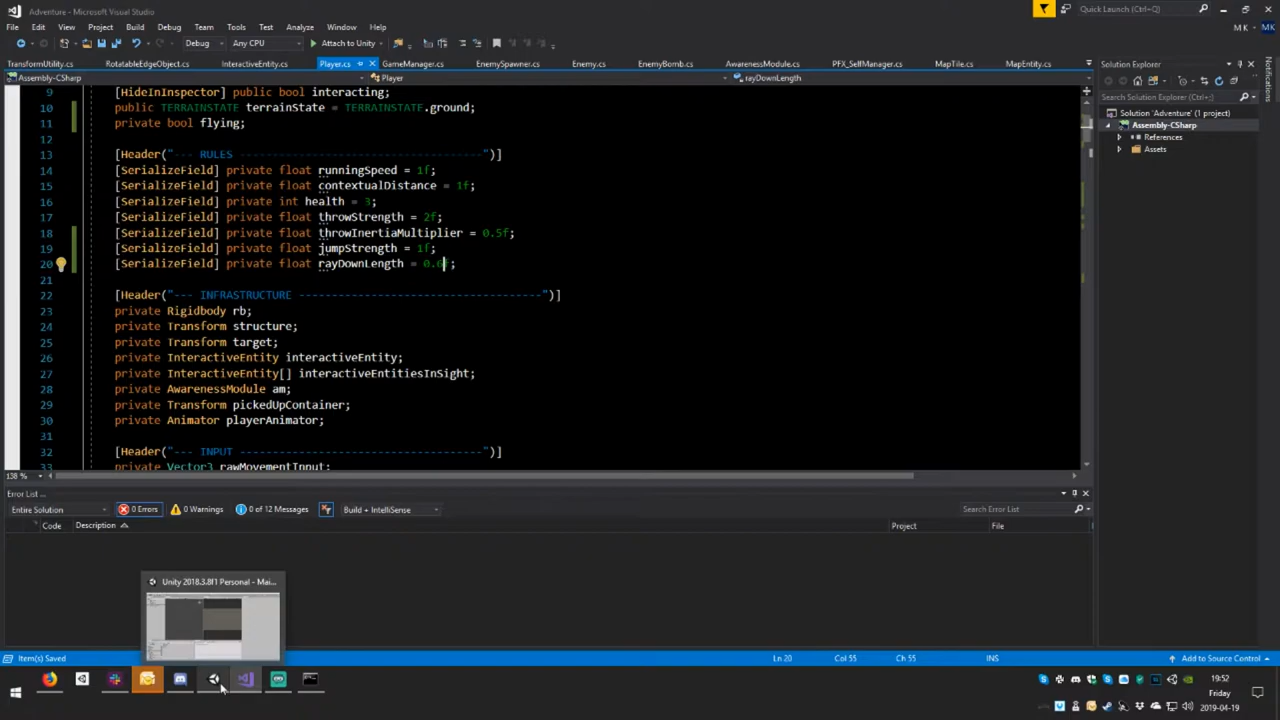 Adventure - Microsoft Visual Studio
Quick Launch (Ctrl+Q)
File Edit View Project Build Debug Team Tools Test Analyze Window Help
M K MK
Debug Any CPU Attach to Unity
TransformUtility.cs RotatableEdgeObject.cs InteractiveEntity.cs Player.cs GameManager.cs EnemySpawner.cs Enemy.cs EnemyBomb.cs AwarenessModule.cs PFX_SelfManager.cs MapTile.cs MapEntity.cs
Solution Explorer
Notifications
Assembly-CSharp Player rayDownLength
Search Solution Explorer (Ctrl+;)
Solution 'Adventure' (1 project)
Assembly-CSharp
References
Assets
9 [HideInInspector] public bool interacting;
10 public TERRAINSTATE terrainState = TERRAINSTATE.ground;
11 private bool flying;
12
13 [Header("--- RULES -------------------------------------")]
14 [SerializeField] private float runningSpeed = 1f;
15 [SerializeField] private float contextualDistance = 1f;
16 [SerializeField] private int health = 3;
17 [SerializeField] private float throwStrength = 2f;
18 [SerializeField] private float throwInertiaMultiplier = 0.5f;
19 [SerializeField] private float jumpStrength = 1f;
20 [SerializeField] private float rayDownLength = 0.6f;
21
22 [Header("--- INFRASTRUCTURE -------------------------------------")]
23 private Rigidbody rb;
24 private Transform structure;
25 private Transform target;
26 private InteractiveEntity interactiveEntity;
27 private InteractiveEntity[] interactiveEntitiesInSight;
28 private AwarenessModule am;
29 private Transform pickedUpContainer;
30 private Animator playerAnimator;
31
32 [Header("--- INPUT -------------------------------------")]
33 private Vector3 rawMovementInput;
138 %
Error List ...
Entire Solution 0 Errors 0 Warnings 0 of 12 Messages Build + IntelliSense
Search Error List
Code Description Project File
Unity 2018.3.8f1 Personal - Mai...
Item(s) Saved Ln 20 Col 55 Ch 55 INS Add to Source Control
19:52
Friday
2019-04-19